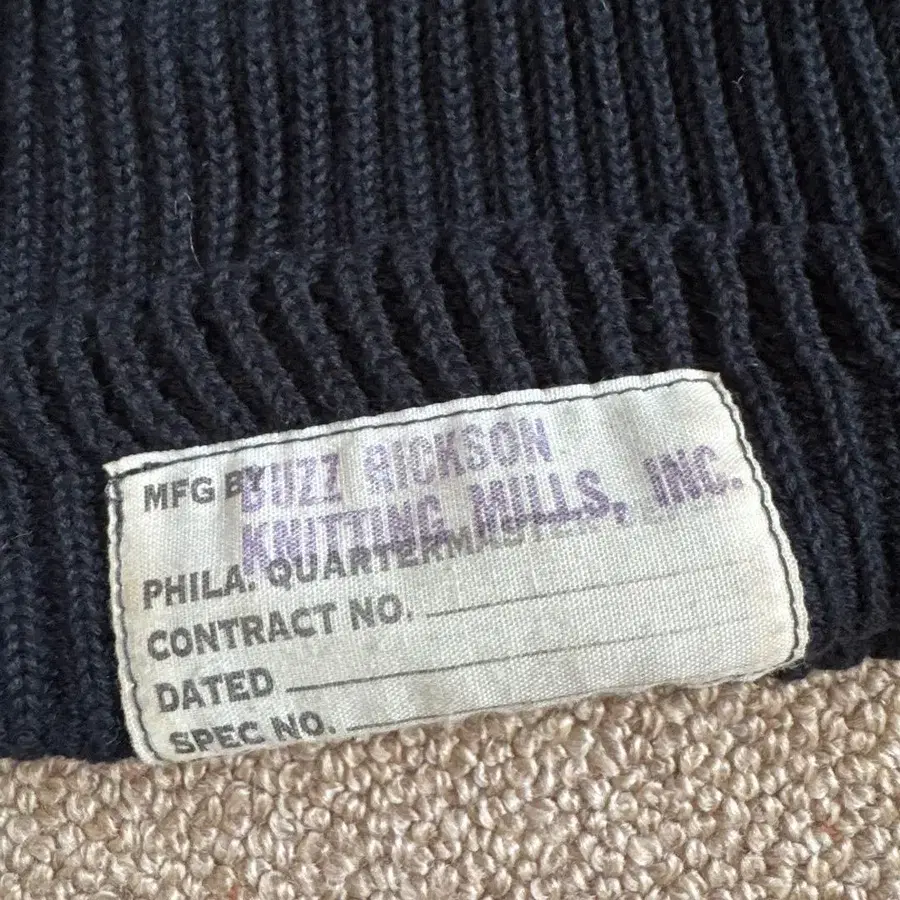 MFG BY BUZZ RICKSON
KNITTING MILLS, INC.
PHILA. QUARTERMASTER
CONTRACT NO.
DATED
SPEC NO.